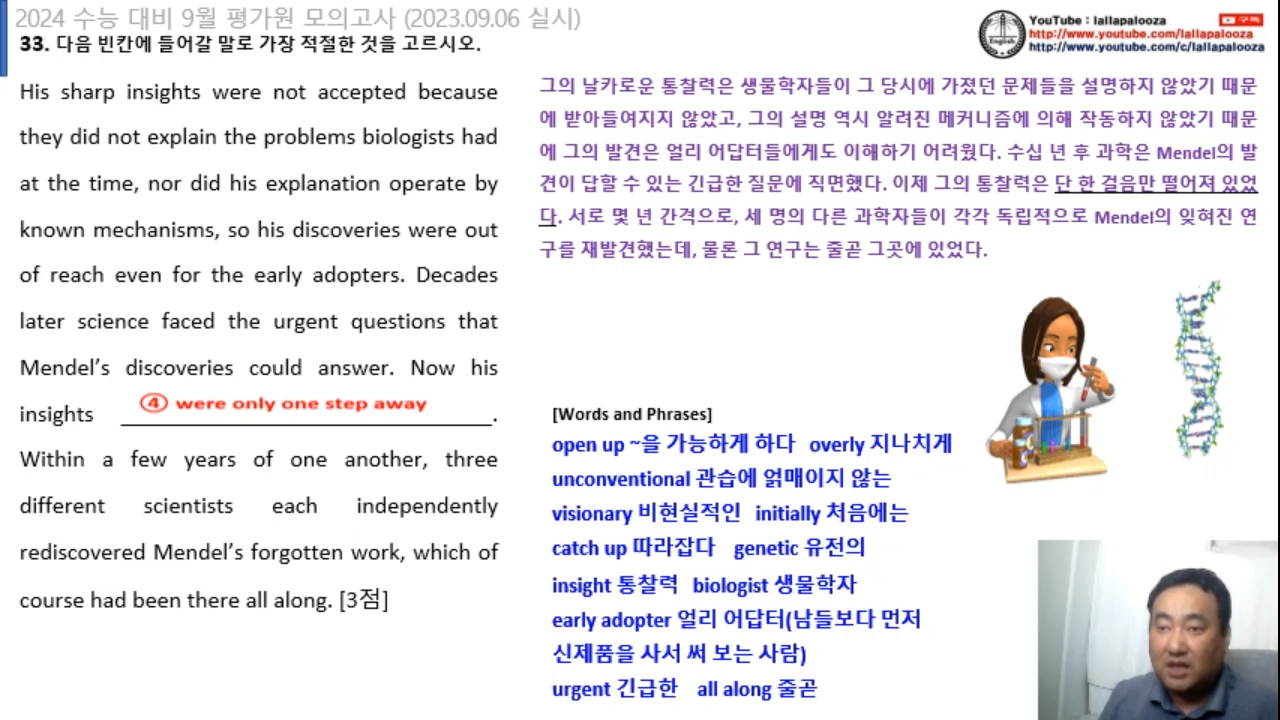 2024 수능 대비 9월 평가원 모의고사 (2023.09.06 실시)
33. 다음 빈칸에 들어갈 말로 가장 적절한 것을 고르시오.
His sharp insights were not accepted because
they did not explain the problems biologists had
at the time, nor did his explanation operate by
known mechanisms, so his discoveries were out
of reach even for the early adopters. Decades
later science faced the urgent questions that
Mendel's discoveries could answer. Now his
insights ④ were only one step away.
Within a few years of one another, three
different scientists each independently
rediscovered Mendel's forgotten work, which of
course had been there all along. [3점]
YouTube : lallapalooza
구독
http://www.youtube.com/lallapalooza
http://www.youtube.com/c/lallapalooza
English
그의 날카로운 통찰력은 생물학자들이 그 당시에 가졌던 문제들을 설명하지 않았기 때문
에 받아들여지지 않았고, 그의 설명 역시 알려진 메커니즘에 의해 작동하지 않았기 때문
에 그의 발견은 얼리 어답터들에게도 이해하기 어려웠다. 수십 년 후 과학은 Mendel의 발
견이 답할 수 있는 긴급한 질문에 직면했다. 이제 그의 통찰력은 단 한 걸음만 떨어져 있었
다. 서로 몇 년 간격으로, 세 명의 다른 과학자들이 각각 독립적으로 Mendel의 잊혀진 연
구를 재발견했는데, 물론 그 연구는 줄곧 그곳에 있었다.
[Words and Phrases]
open up ~을 가능하게 하다 overly 지나치게
unconventional 관습에 얽매이지 않는
visionary 비현실적인 initially 처음에는
catch up 따라잡다 genetic 유전의
insight 통찰력 biologist 생물학자
early adopter 얼리 어답터(남들보다 먼저
신제품을 사서 써 보는 사람)
urgent 긴급한 all along 줄곧